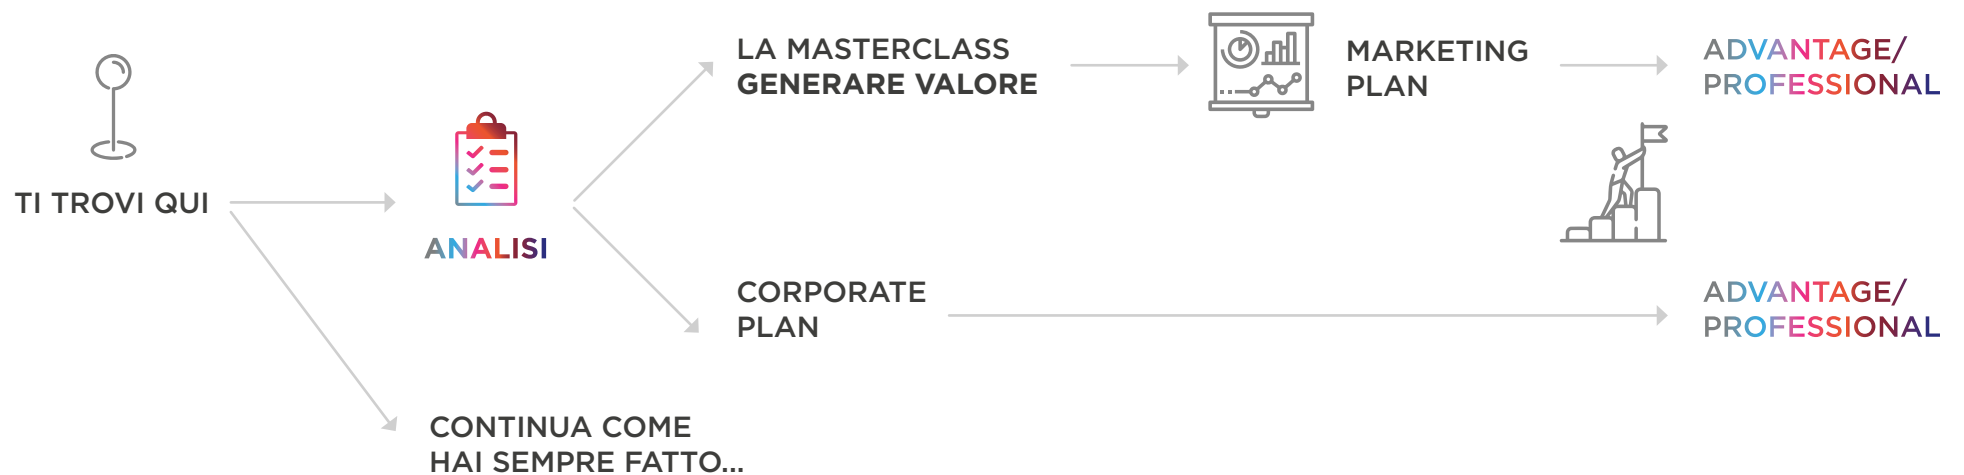 TI TROVI QUI
ANALISI
LA MASTERCLASS
GENERARE VALORE
MARKETING
PLAN
ADVANTAGE/
PROFESSIONAL
CORPORATE
PLAN
ADVANTAGE/
PROFESSIONAL
CONTINUA COME
HAI SEMPRE FATTO...